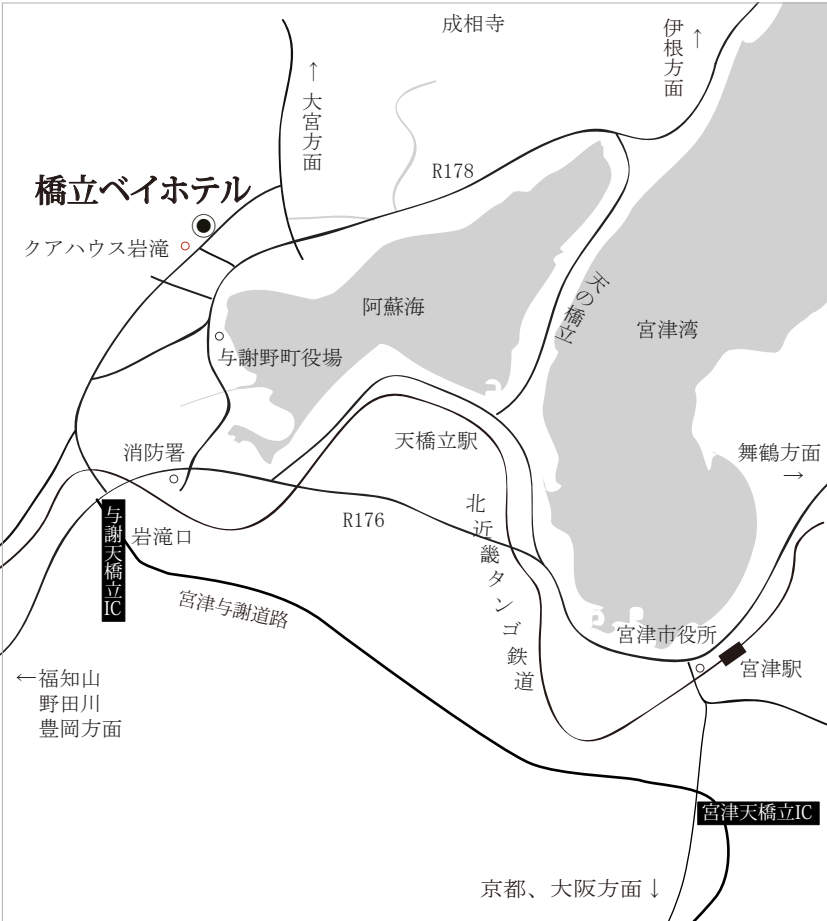 成相寺
伊根方面
↑
↑
大宮方面
R178
橋立ベイホテル
クアハウス岩滝
阿蘇海
天の橋立
宮津湾
与謝野町役場
消防署
天橋立駅
舞鶴方面
→
与謝天橋立IC
岩滝口
R176
北近畿タンゴ鉄道
宮津与謝道路
宮津市役所
宮津駅
←福知山
野田川
豊岡方面
宮津天橋立IC
京都、大阪方面↓